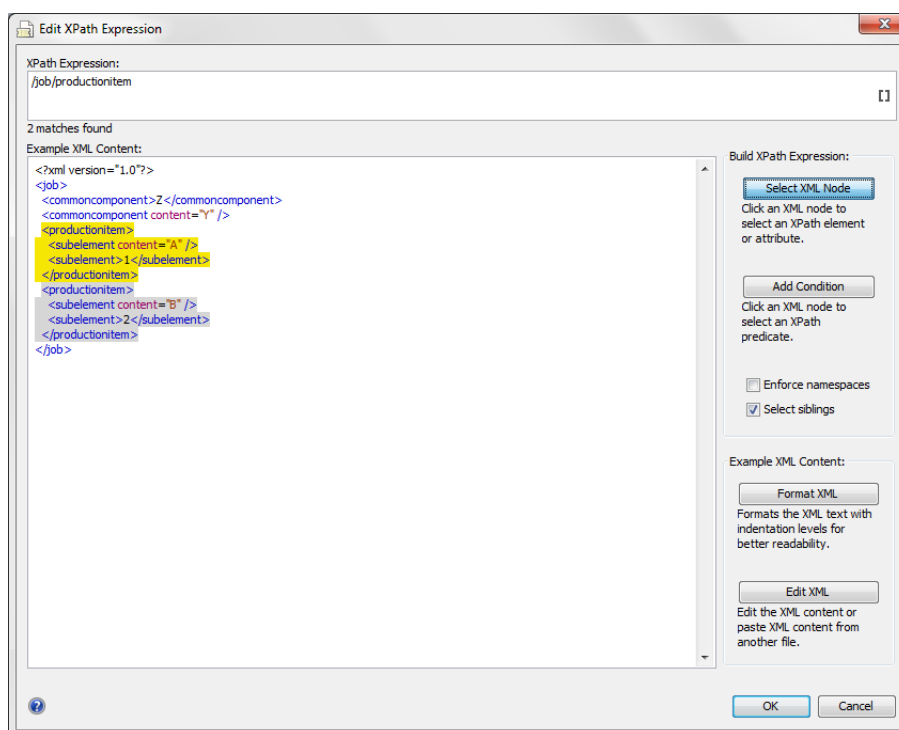 Edit XPath Expression
XPath Expression:
/job/productionitem
[]
2 matches found
Example XML Content:
<?xml version="1.0"?>
<job>
<commoncomponent>Z</commoncomponent>
<commoncomponent content="Y" />
<productionitem>
<subelement content="A" />
<subelement>1</subelement>
</productionitem>
<productionitem>
<subelement content="B" />
<subelement>2</subelement>
</productionitem>
</job>
Build XPath Expression:
Select XML Node
Click an XML node to
select an XPath element
or attribute.
Add Condition
Click an XML node to
select an XPath
predicate.
Enforce namespaces
Select siblings
Example XML Content:
Format XML
Formats the XML text with
indentation levels for
better readability.
Edit XML
Edit the XML content or
paste XML content from
another file.
?
OK
Cancel